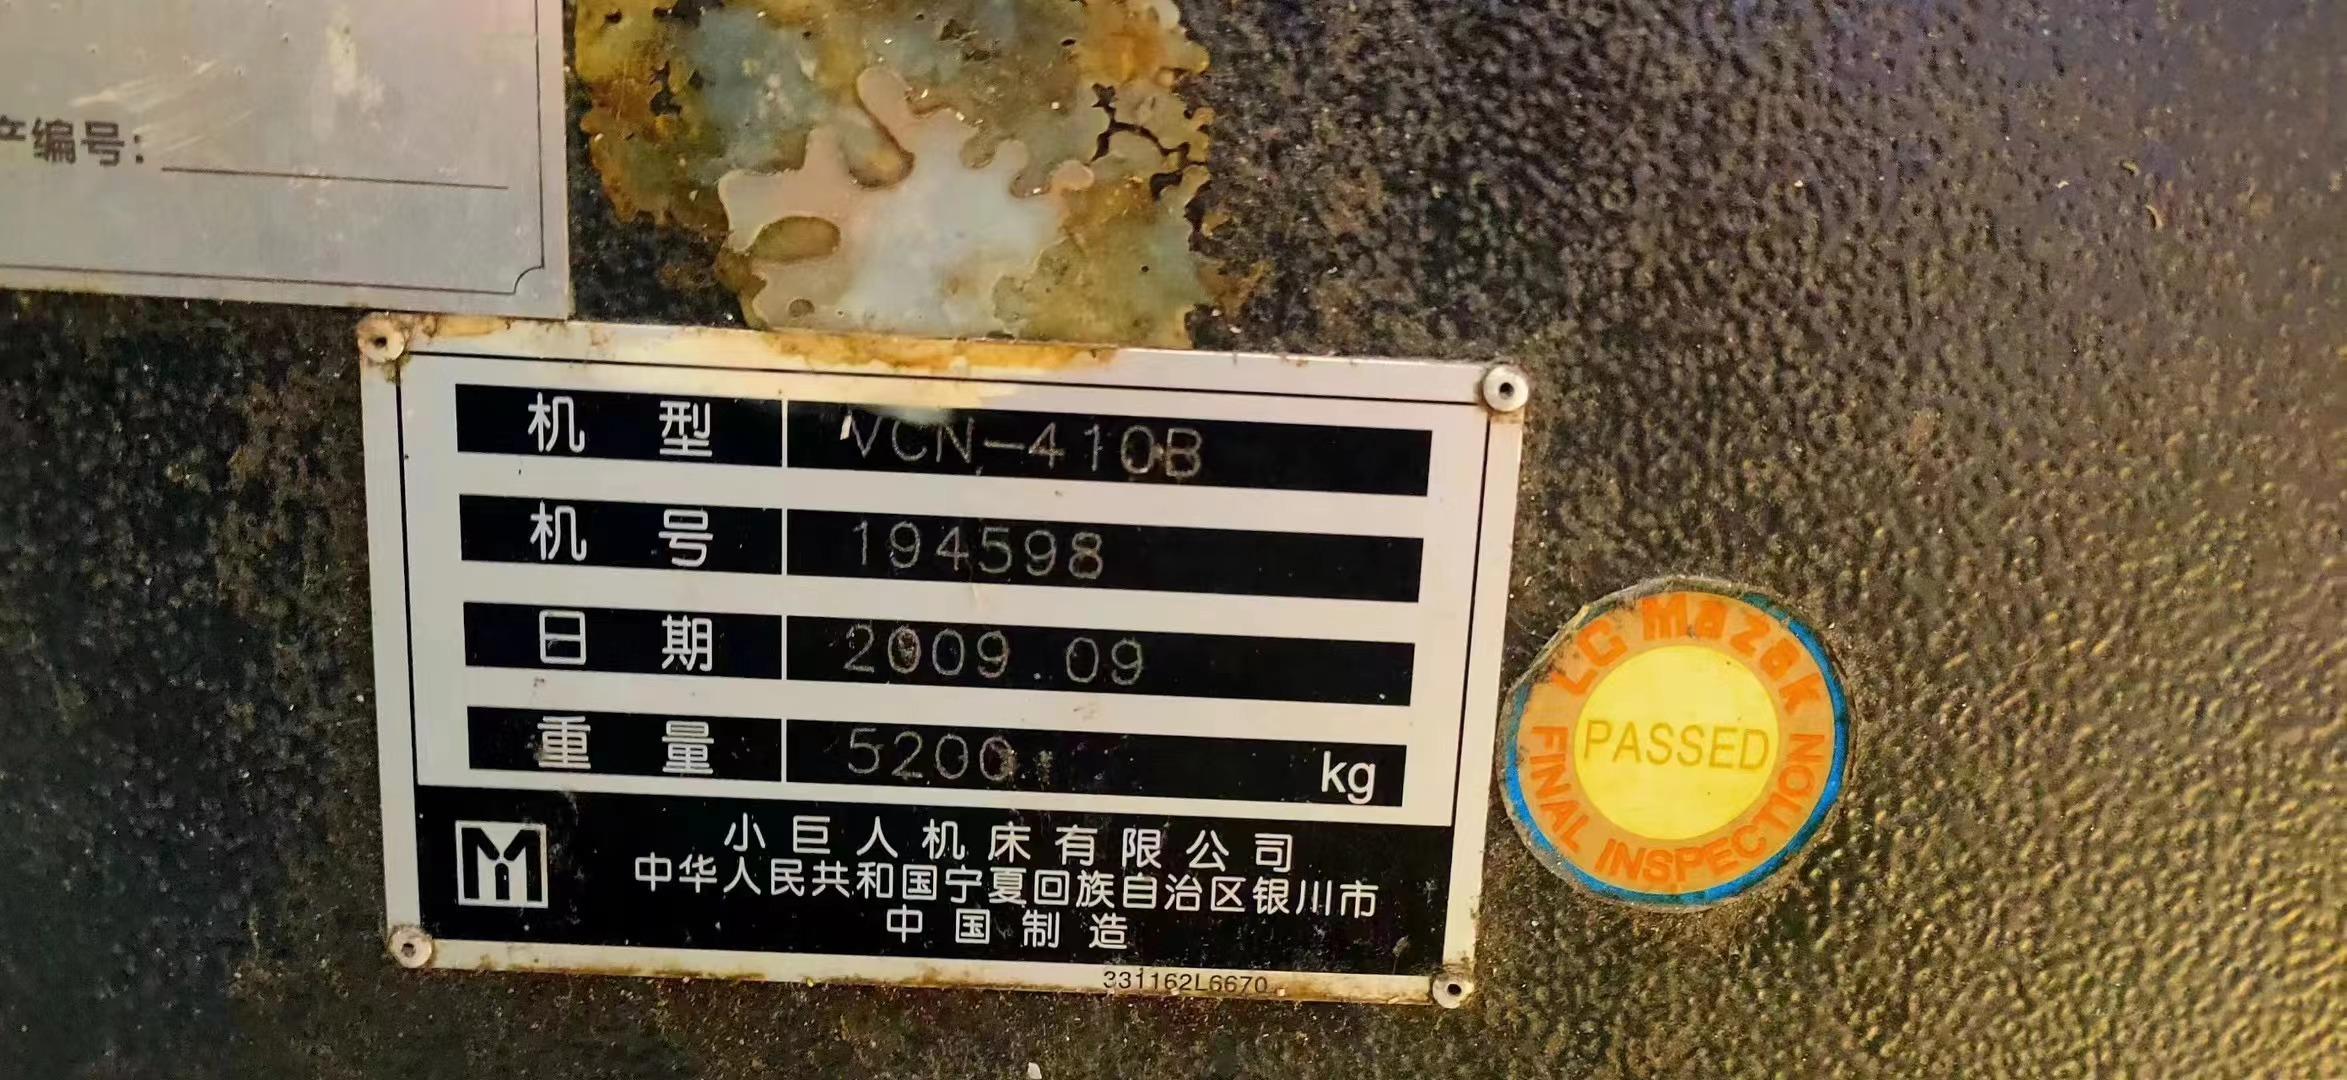 产编号：
机型 VCN-410B
机号 194598
日期 2009.09
重量 5200 kg
小巨人机床有限公司
中华人民共和国宁夏回族自治区银川市
中国制造
331162L6670
LG Mazak
PASSED
FINAL INSPECTION